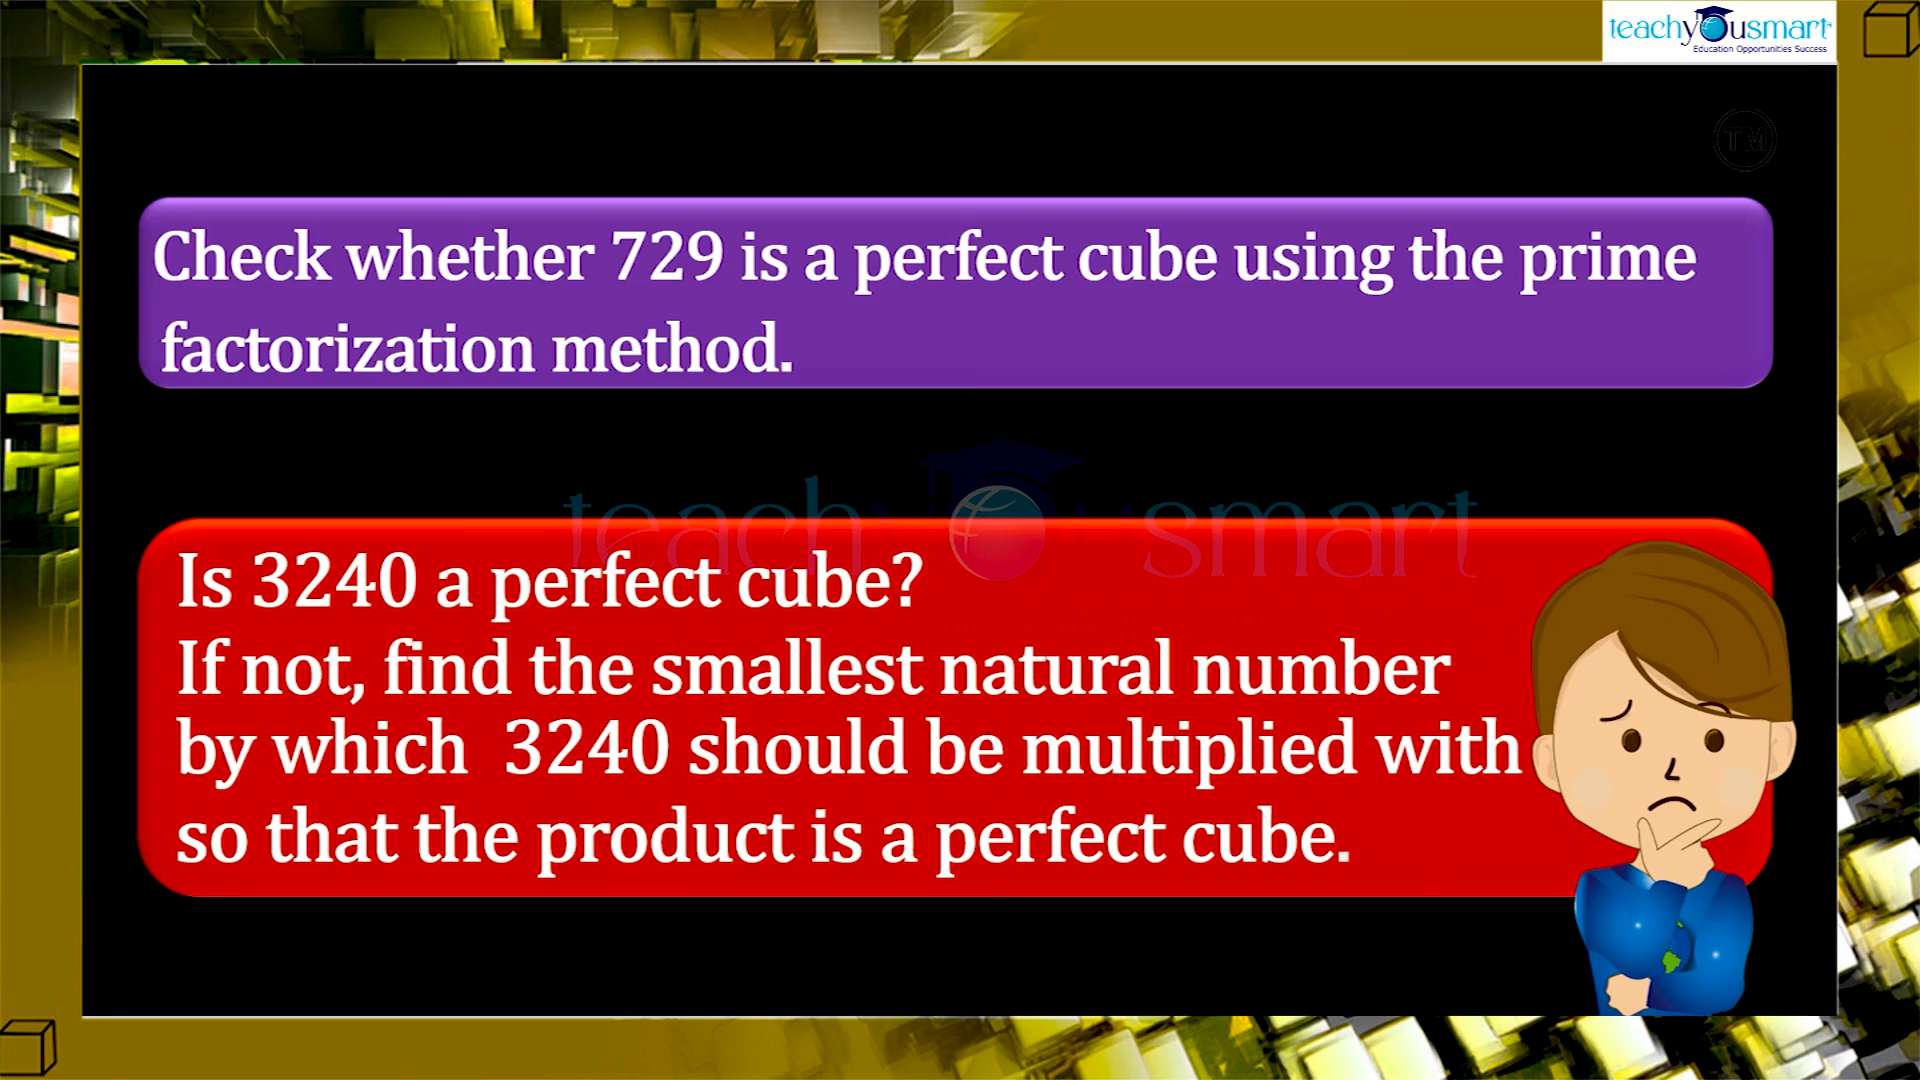 teachyousmart
Education Opportunities Success
TM
Check whether 729 is a perfect cube using the prime
factorization method.
teachyousmart
Is 3240 a perfect cube?
If not, find the smallest natural number
by which 3240 should be multiplied with
so that the product is a perfect cube.